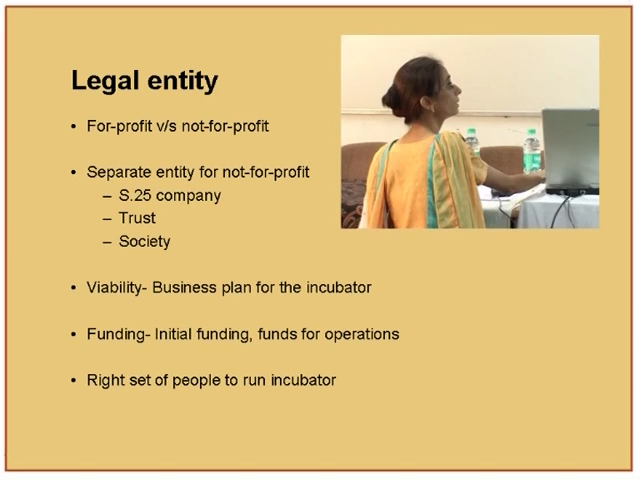 Legal entity
• For-profit v/s not-for-profit
• Separate entity for not-for-profit
– S.25 company
– Trust
– Society
• Viability- Business plan for the incubator
• Funding- Initial funding, funds for operations
• Right set of people to run incubator